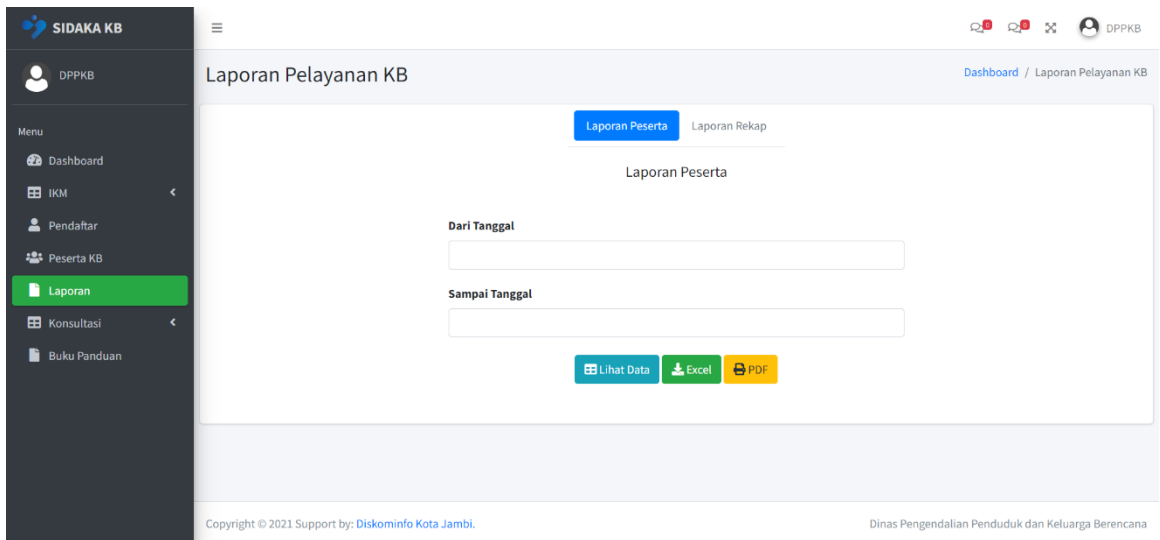 SIDAKA KB
0
0
DPPKB
DPPKB
Laporan Pelayanan KB
Dashboard / Laporan Pelayanan KB
Menu
Dashboard
IKM
Pendaftar
Peserta KB
Laporan
Konsultasi
Buku Panduan
Laporan Peserta
Laporan Rekap
Laporan Peserta
Dari Tanggal
Sampai Tanggal
Lihat Data
Excel
PDF
Copyright © 2021 Support by: Diskominfo Kota Jambi.
Dinas Pengendalian Penduduk dan Keluarga Berencana